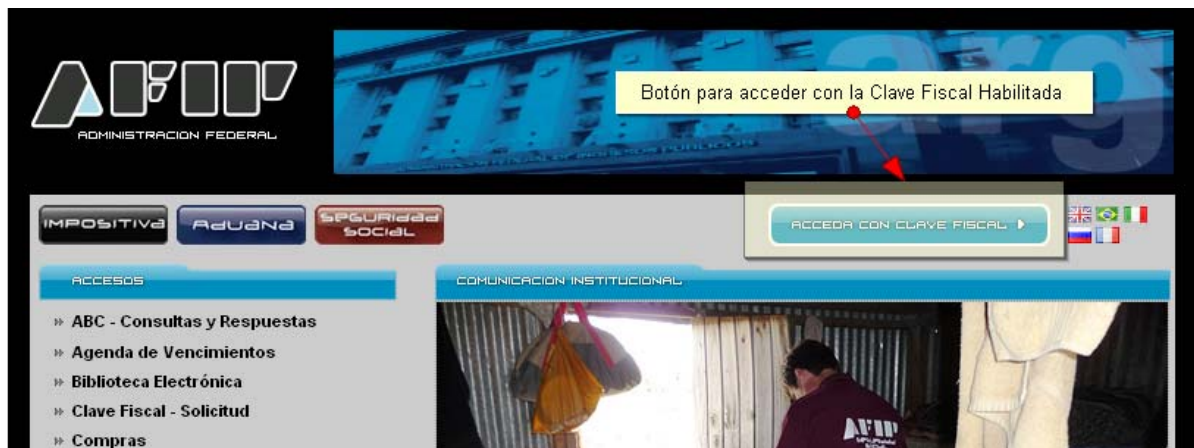 AFIP
ADMINISTRACION FEDERAL
arg
Botón para acceder con la Clave Fiscal Habilitada
IMPOSITIVA
ADUANA
SEGURIDAD
SOCIAL
ACCEDA CON CLAVE FISCAL
ACCESOS
COMUNICACION INSTITUCIONAL
» ABC - Consultas y Respuestas
» Agenda de Vencimientos
» Biblioteca Electrónica
» Clave Fiscal - Solicitud
» Compras
AFIP